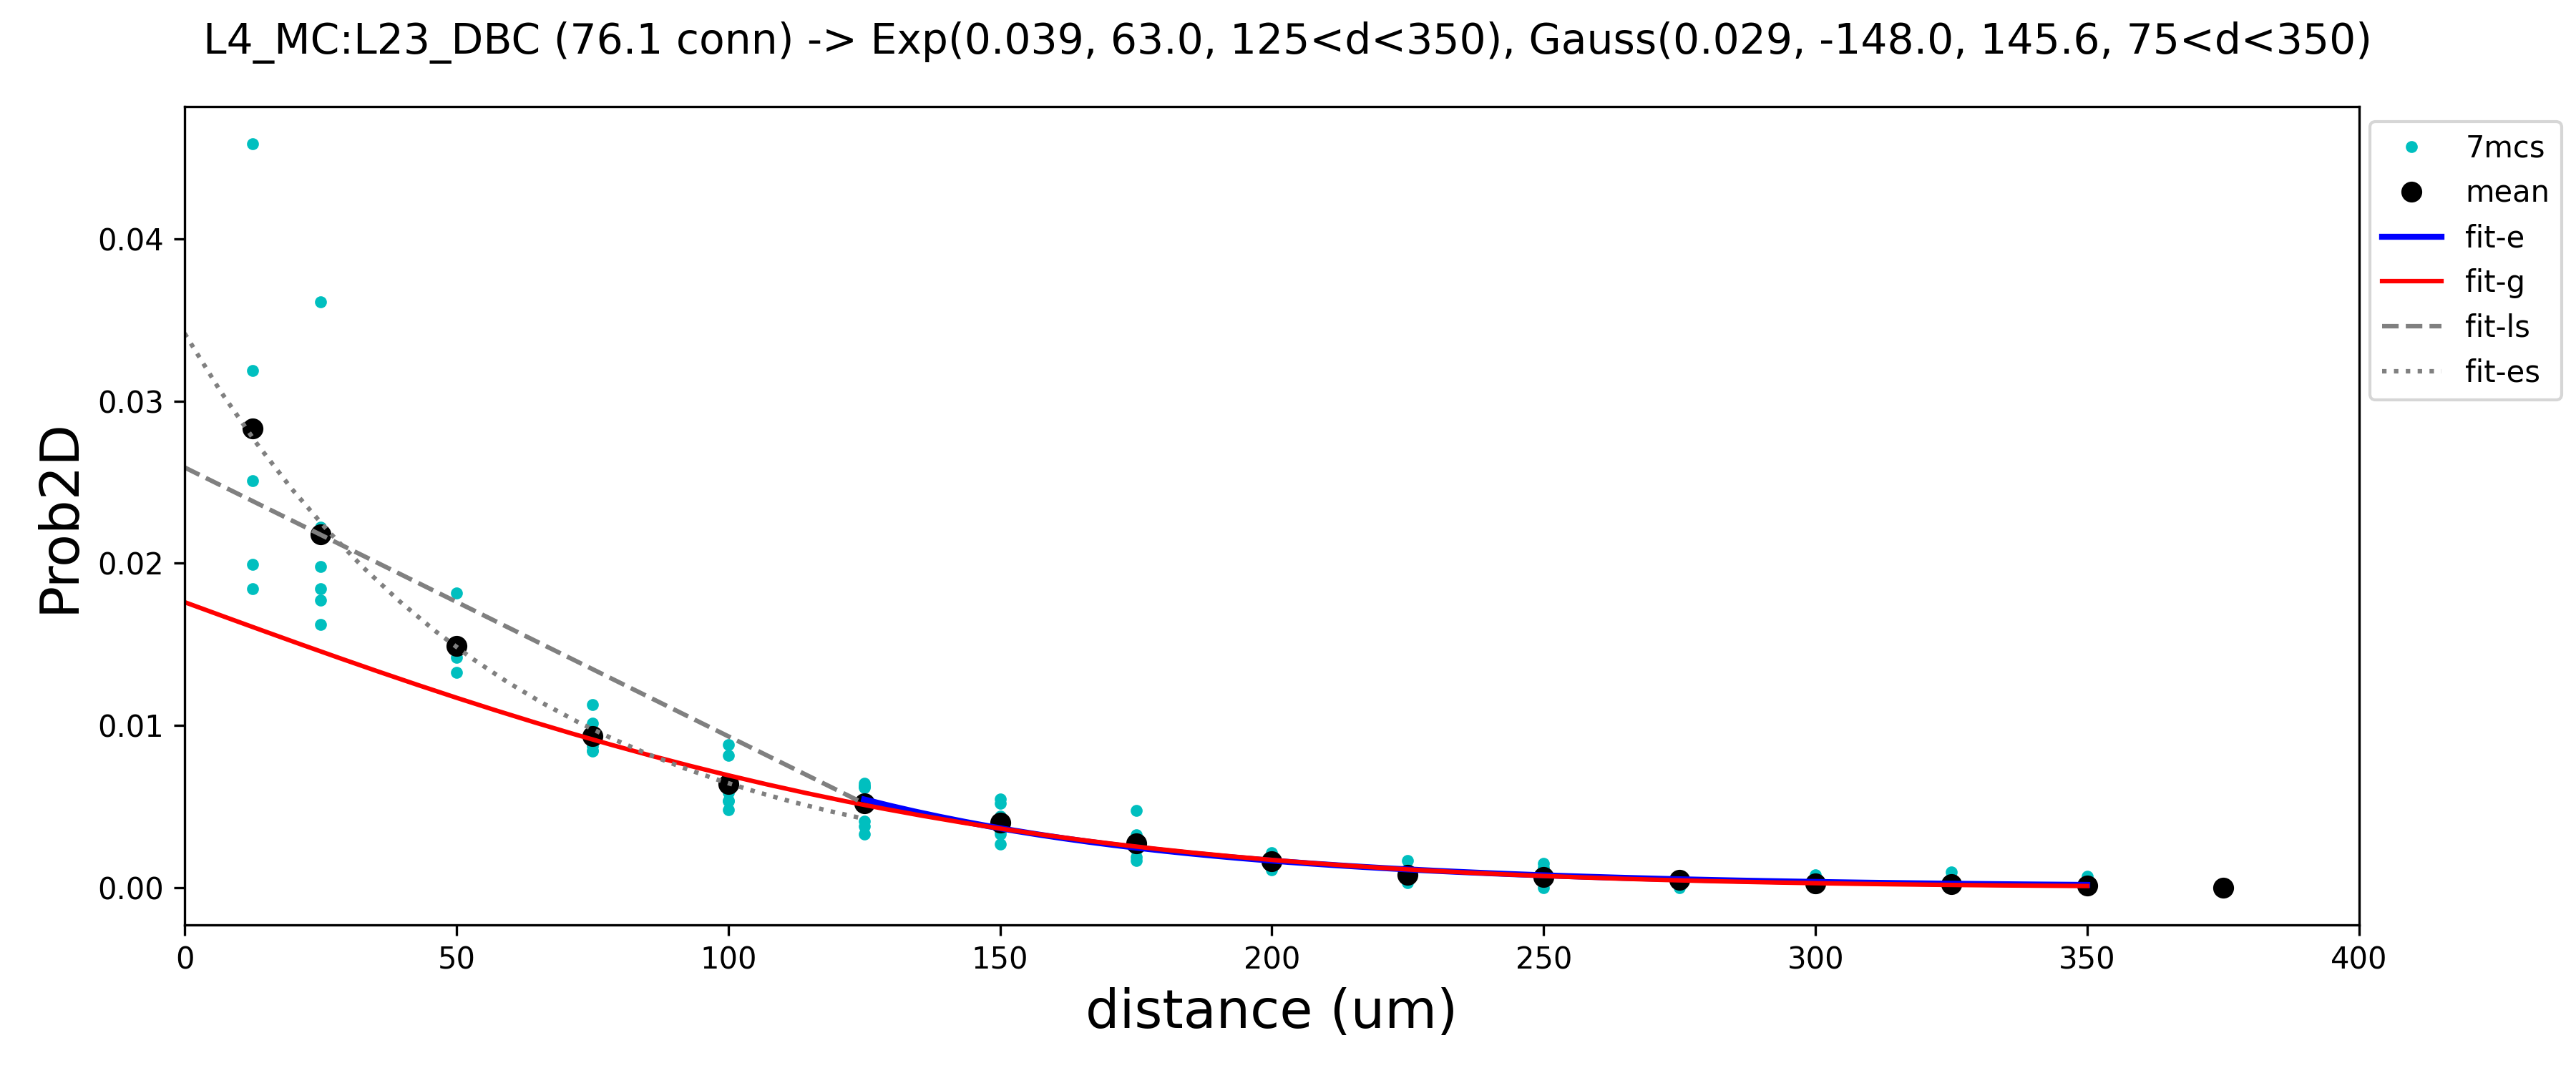 L4_MC:L23_DBC (76.1 conn) -> Exp(0.039, 63.0, 125<d<350), Gauss(0.029, -148.0, 145.6, 75<d<350)
7mcs
mean
fit-e
fit-g
fit-ls
fit-es
Prob2D
0.04
0.03
0.02
0.01
0.00
0 50 100 150 200 250 300 350 400
distance (um)